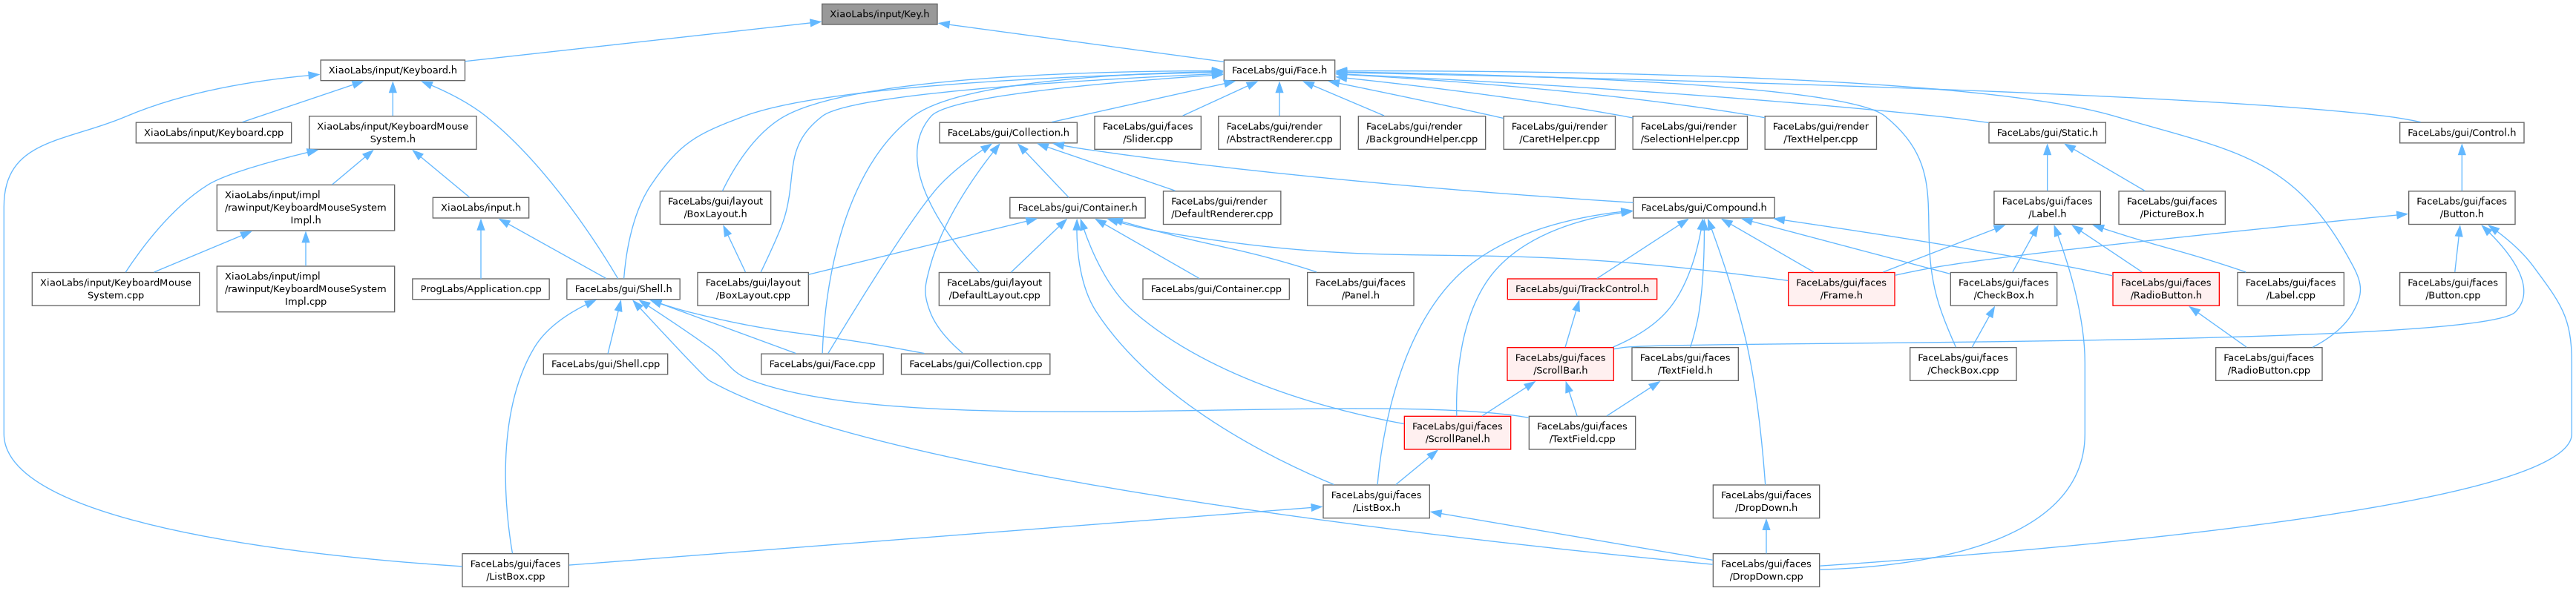 XiaoLabs/input/Key.h
XiaoLabs/input/Keyboard.h
FaceLabs/gui/Face.h
XiaoLabs/input/Keyboard.cpp
XiaoLabs/input/KeyboardMouse
System.h
FaceLabs/gui/Collection.h
FaceLabs/gui/faces
/Slider.cpp
FaceLabs/gui/render
/AbstractRenderer.cpp
FaceLabs/gui/render
/BackgroundHelper.cpp
FaceLabs/gui/render
/CaretHelper.cpp
FaceLabs/gui/render
/SelectionHelper.cpp
FaceLabs/gui/render
/TextHelper.cpp
FaceLabs/gui/Static.h
FaceLabs/gui/Control.h
XiaoLabs/input/impl
/rawinput/KeyboardMouseSystem
Impl.h
XiaoLabs/input.h
FaceLabs/gui/layout
/BoxLayout.h
FaceLabs/gui/Container.h
FaceLabs/gui/render
/DefaultRenderer.cpp
FaceLabs/gui/Compound.h
FaceLabs/gui/faces
/Label.h
FaceLabs/gui/faces
/PictureBox.h
FaceLabs/gui/faces
/Button.h
XiaoLabs/input/KeyboardMouse
System.cpp
XiaoLabs/input/impl
/rawinput/KeyboardMouseSystem
Impl.cpp
ProgLabs/Application.cpp
FaceLabs/gui/Shell.h
FaceLabs/gui/layout
/BoxLayout.cpp
FaceLabs/gui/layout
/DefaultLayout.cpp
FaceLabs/gui/Container.cpp
FaceLabs/gui/faces
/Panel.h
FaceLabs/gui/TrackControl.h
FaceLabs/gui/faces
/Frame.h
FaceLabs/gui/faces
/CheckBox.h
FaceLabs/gui/faces
/RadioButton.h
FaceLabs/gui/faces
/Label.cpp
FaceLabs/gui/faces
/Button.cpp
FaceLabs/gui/Shell.cpp
FaceLabs/gui/Face.cpp
FaceLabs/gui/Collection.cpp
FaceLabs/gui/faces
/ScrollBar.h
FaceLabs/gui/faces
/TextField.h
FaceLabs/gui/faces
/CheckBox.cpp
FaceLabs/gui/faces
/RadioButton.cpp
FaceLabs/gui/faces
/ScrollPanel.h
FaceLabs/gui/faces
/TextField.cpp
FaceLabs/gui/faces
/ListBox.h
FaceLabs/gui/faces
/DropDown.h
FaceLabs/gui/faces
/ListBox.cpp
FaceLabs/gui/faces
/DropDown.cpp